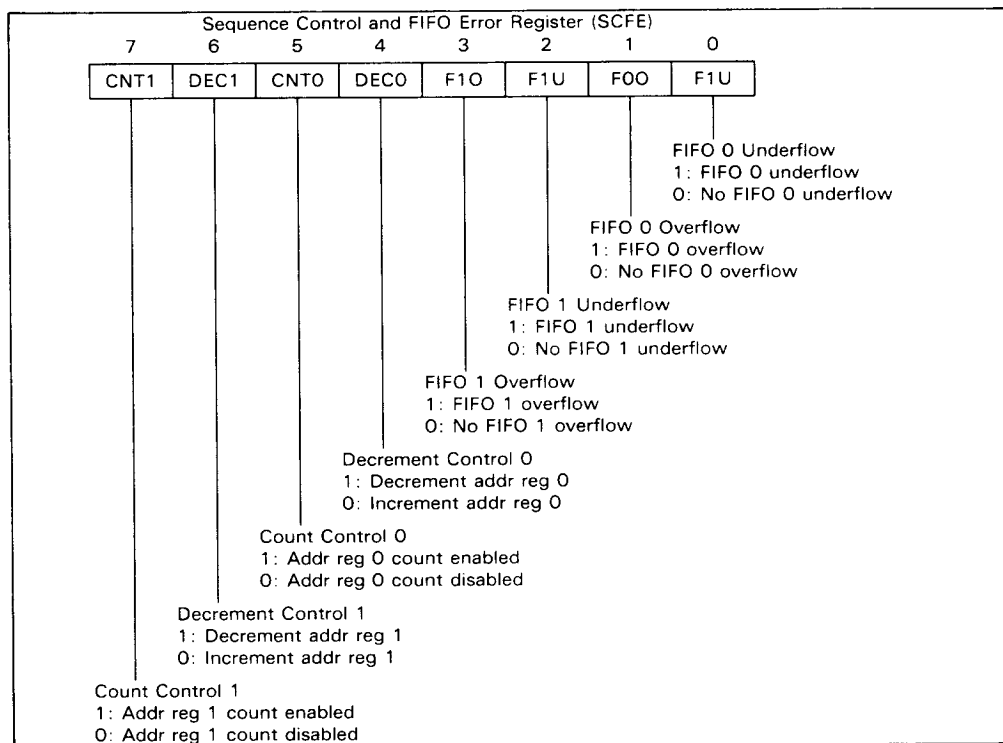 Sequence Control and FIFO Error Register (SCFE)
7 6 5 4 3 2 1 0
CNT1 DEC1 CNT0 DEC0 F1O F1U F0O F1U
FIFO 0 Underflow
1: FIFO 0 underflow
0: No FIFO 0 underflow
FIFO 0 Overflow
1: FIFO 0 overflow
0: No FIFO 0 overflow
FIFO 1 Underflow
1: FIFO 1 underflow
0: No FIFO 1 underflow
FIFO 1 Overflow
1: FIFO 1 overflow
0: No FIFO 1 overflow
Decrement Control 0
1: Decrement addr reg 0
0: Increment addr reg 0
Count Control 0
1: Addr reg 0 count enabled
0: Addr reg 0 count disabled
Decrement Control 1
1: Decrement addr reg 1
0: Increment addr reg 1
Count Control 1
1: Addr reg 1 count enabled
0: Addr reg 1 count disabled